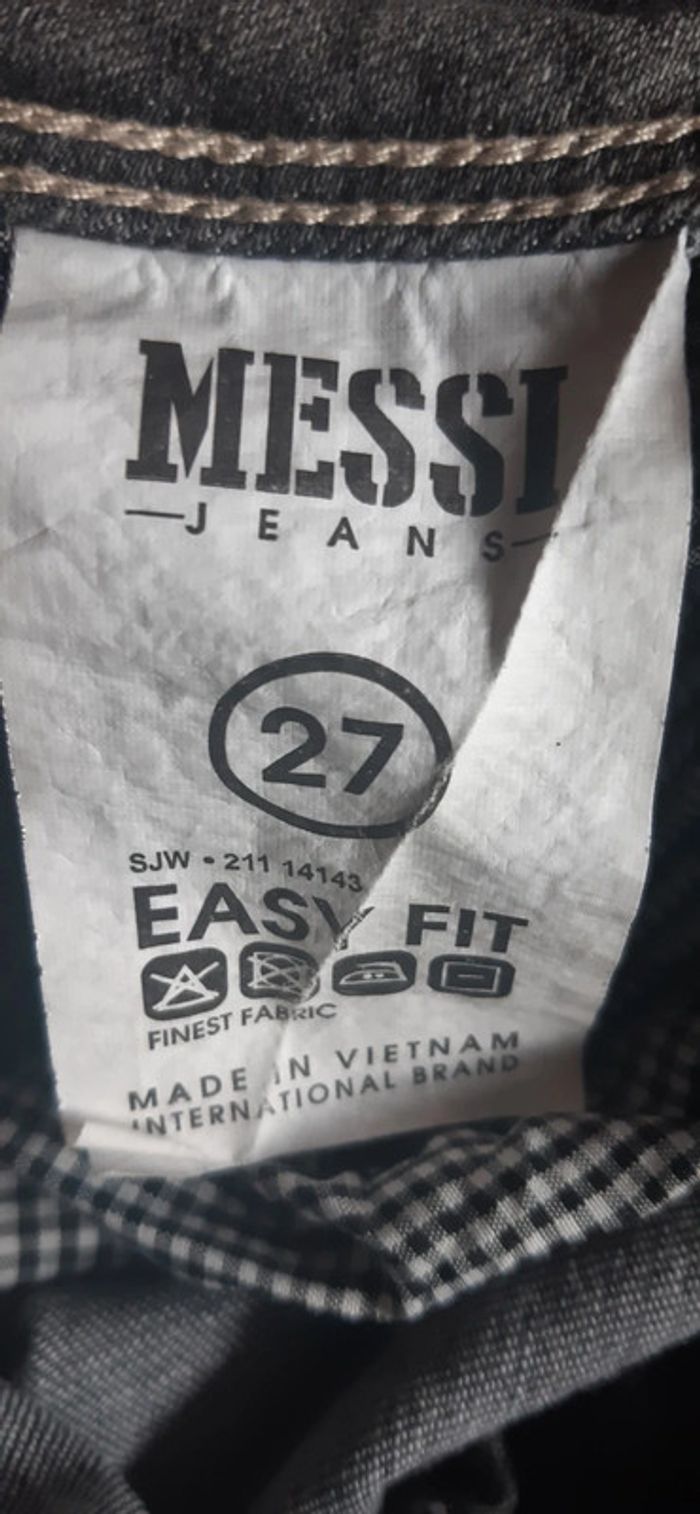 MESSI
JEANS
27
SJW • 211 14143
EASY FIT
FINEST FABRIC
MADE IN VIETNAM
INTERNATIONAL BRAND